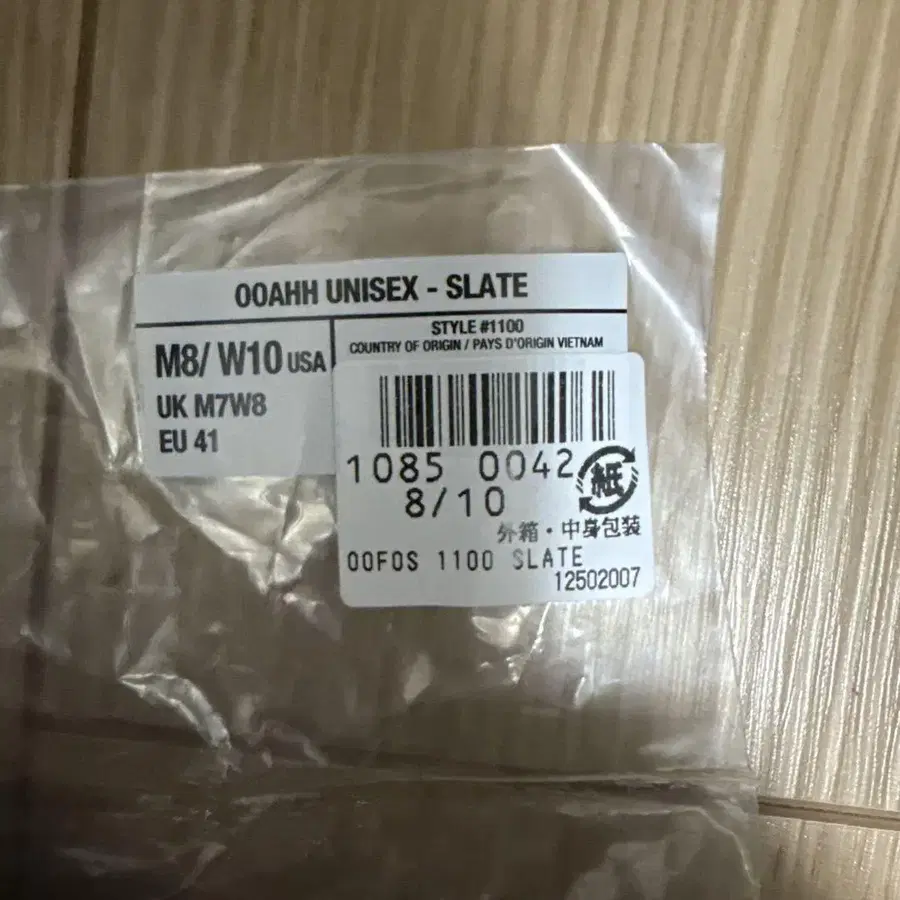 OOAHH UNISEX - SLATE
M8/ W10 USA
UK M7W8
EU 41
STYLE #1100
COUNTRY OF ORIGIN / PAYS D'ORIGIN VIETNAM
1085 0042
8/10
紙
外箱・中身包装
OOFOS 1100 SLATE
12502007